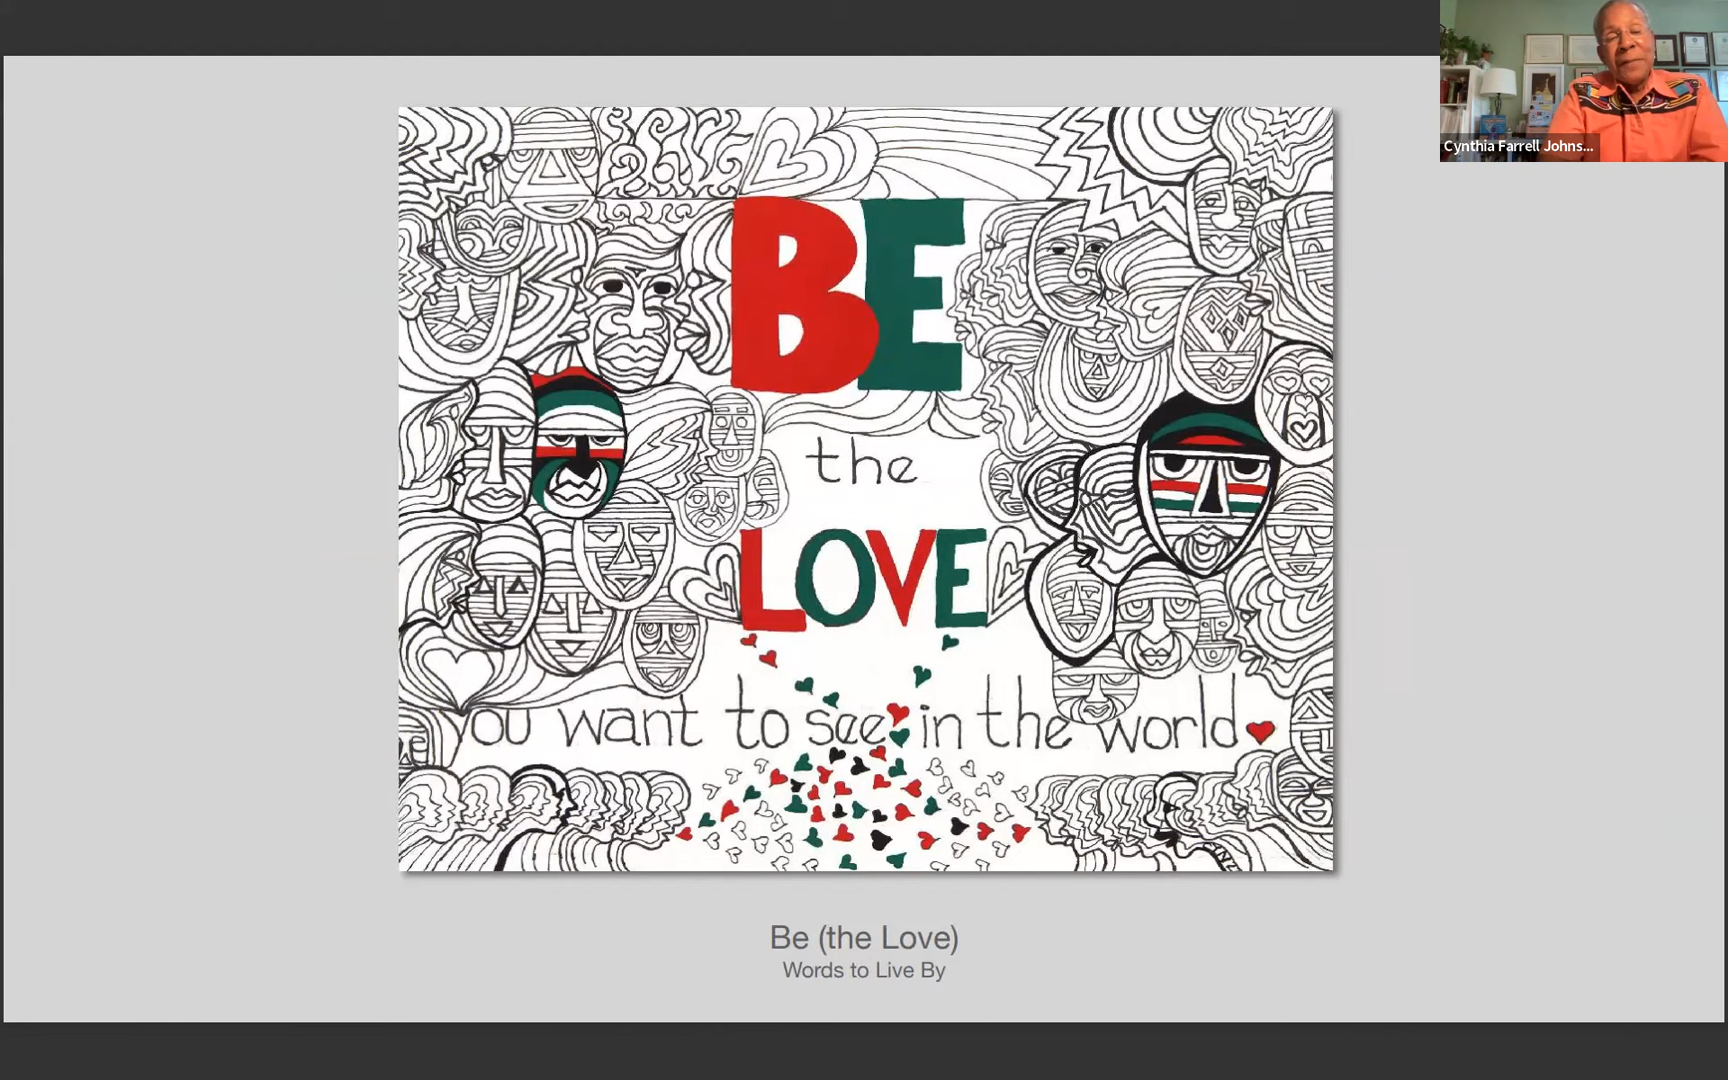 Cynthia Farrell Johns...
BE
the
LOVE
you want to see in the world
Be (the Love)
Words to Live By